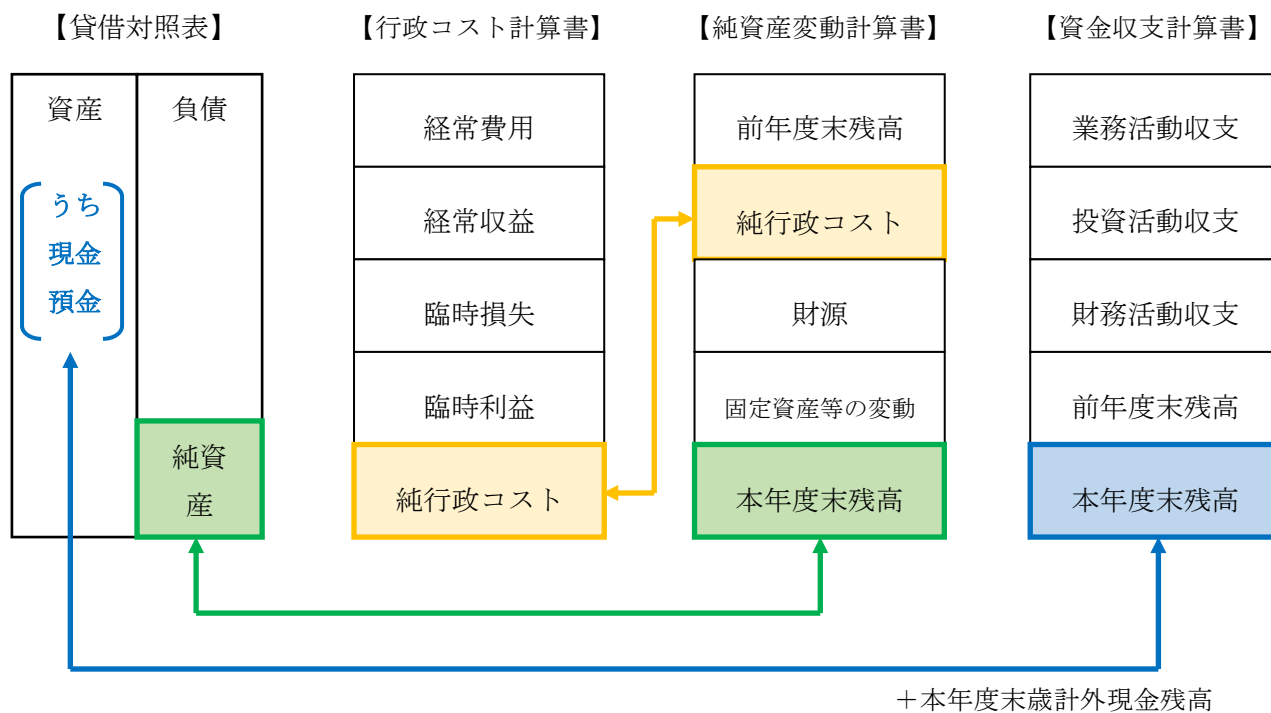 【貸借対照表】
資産
負債
うち
現金
預金
純資
産
【行政コスト計算書】
経常費用
経常収益
臨時損失
臨時利益
純行政コスト
【純資産変動計算書】
前年度末残高
純行政コスト
財源
固定資産等の変動
本年度末残高
【資金収支計算書】
業務活動収支
投資活動収支
財務活動収支
前年度末残高
本年度末残高
＋本年度末歳計外現金残高